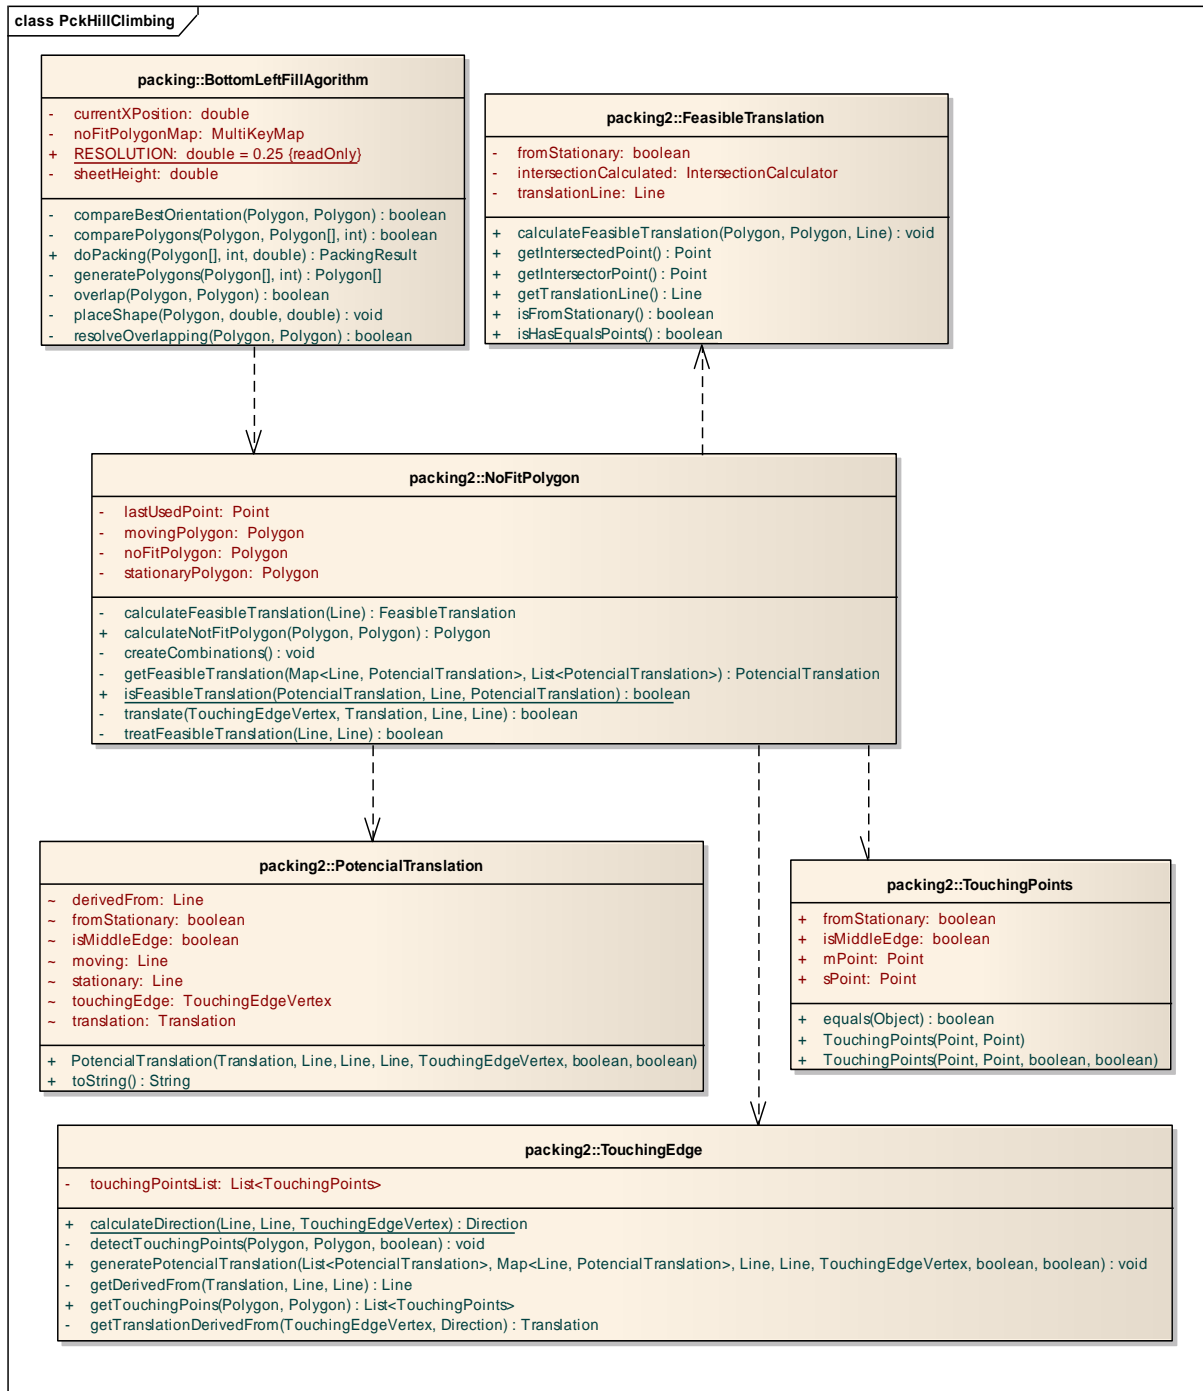 class PckHillClimbing
packing::BottomLeftFillAgorithm
- currentXPosition: double
- noFitPolygonMap: MultiKeyMap
+ RESOLUTION: double = 0.25 {readOnly}
- sheetHeight: double
- compareBestOrientation(Polygon, Polygon) : boolean
- comparePolygons(Polygon, Polygon[], int) : boolean
+ doPacking(Polygon[], int, double) : PackingResult
- generatePolygons(Polygon[], int) : Polygon[]
- overlap(Polygon, Polygon) : boolean
- placeShape(Polygon, double, double) : void
- resolveOverlapping(Polygon, Polygon) : boolean
packing2::FeasibleTranslation
- fromStationary: boolean
- intersectionCalculated: IntersectionCalculator
- translationLine: Line
+ calculateFeasibleTranslation(Polygon, Polygon, Line) : void
+ getIntersectedPoint() : Point
+ getIntersectorPoint() : Point
+ getTranslationLine() : Line
+ isFromStationary() : boolean
+ isHasEqualsPoints() : boolean
packing2::NoFitPolygon
- lastUsedPoint: Point
- movingPolygon: Polygon
- noFitPolygon: Polygon
- stationaryPolygon: Polygon
- calculateFeasibleTranslation(Line) : FeasibleTranslation
+ calculateNotFitPolygon(Polygon, Polygon) : Polygon
- createCombinations() : void
- getFeasibleTranslation(Map<Line, PotencialTranslation>, List<PotencialTranslation>) : PotencialTranslation
+ isFeasibleTranslation(PotencialTranslation, Line, PotencialTranslation) : boolean
- translate(TouchingEdgeVertex, Translation, Line, Line) : boolean
- treatFeasibleTranslation(Line, Line) : boolean
packing2::PotencialTranslation
~ derivedFrom: Line
~ fromStationary: boolean
~ isMiddleEdge: boolean
~ moving: Line
~ stationary: Line
~ touchingEdge: TouchingEdgeVertex
~ translation: Translation
+ PotencialTranslation(Translation, Line, Line, Line, TouchingEdgeVertex, boolean, boolean)
+ toString() : String
packing2::TouchingPoints
+ fromStationary: boolean
+ isMiddleEdge: boolean
+ mPoint: Point
+ sPoint: Point
+ equals(Object) : boolean
+ TouchingPoints(Point, Point)
+ TouchingPoints(Point, Point, boolean, boolean)
packing2::TouchingEdge
- touchingPointsList: List<TouchingPoints>
+ calculateDirection(Line, Line, TouchingEdgeVertex) : Direction
- detectTouchingPoints(Polygon, Polygon, boolean) : void
+ generatePotencialTranslation(List<PotencialTranslation>, Map<Line, PotencialTranslation>, Line, Line, TouchingEdgeVertex, boolean, boolean) : void
- getDerivedFrom(Translation, Line, Line) : Line
+ getTouchingPoins(Polygon, Polygon) : List<TouchingPoints>
- getTranslationDerivedFrom(TouchingEdgeVertex, Direction) : Translation